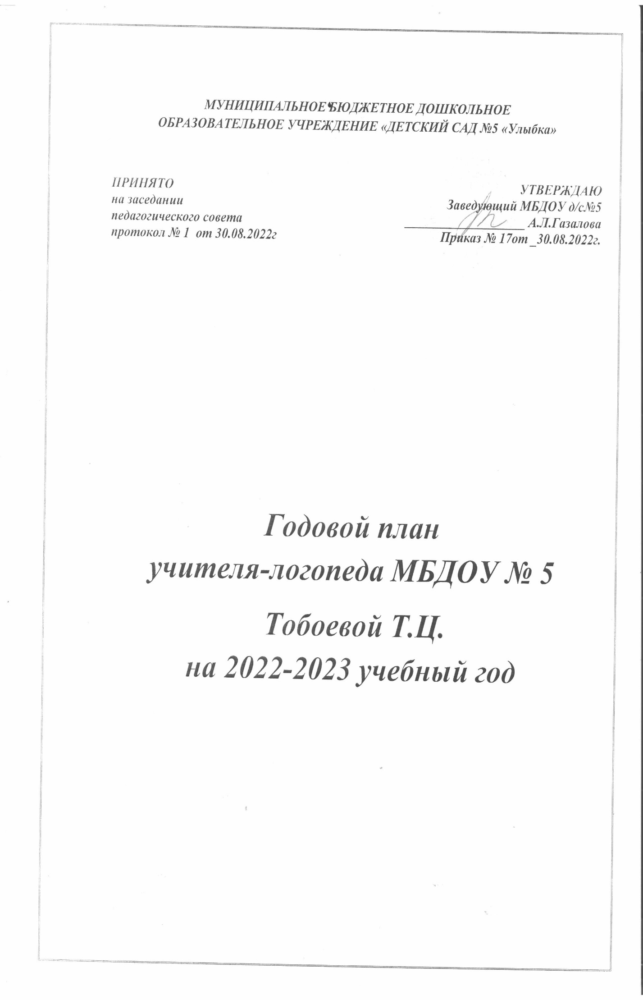 МУНИЦИПАЛЬНОЕ БЮДЖЕТНОЕ ДОШКОЛЬНОЕ
ОБРАЗОВАТЕЛЬНОЕ УЧРЕЖДЕНИЕ «ДЕТСКИЙ САД №5 «Улыбка»
ПРИНЯТО
на заседании
педагогического совета
протокол № 1 от 30.08.2022г
УТВЕРЖДАЮ
Заведующий МБДОУ д/с№5
____________________ А.Л.Газалова
Приказ № 17от _30.08.2022г.
Годовой план
учителя-логопеда МБДОУ № 5
Тобоевой Т.Ц.
на 2022-2023 учебный год